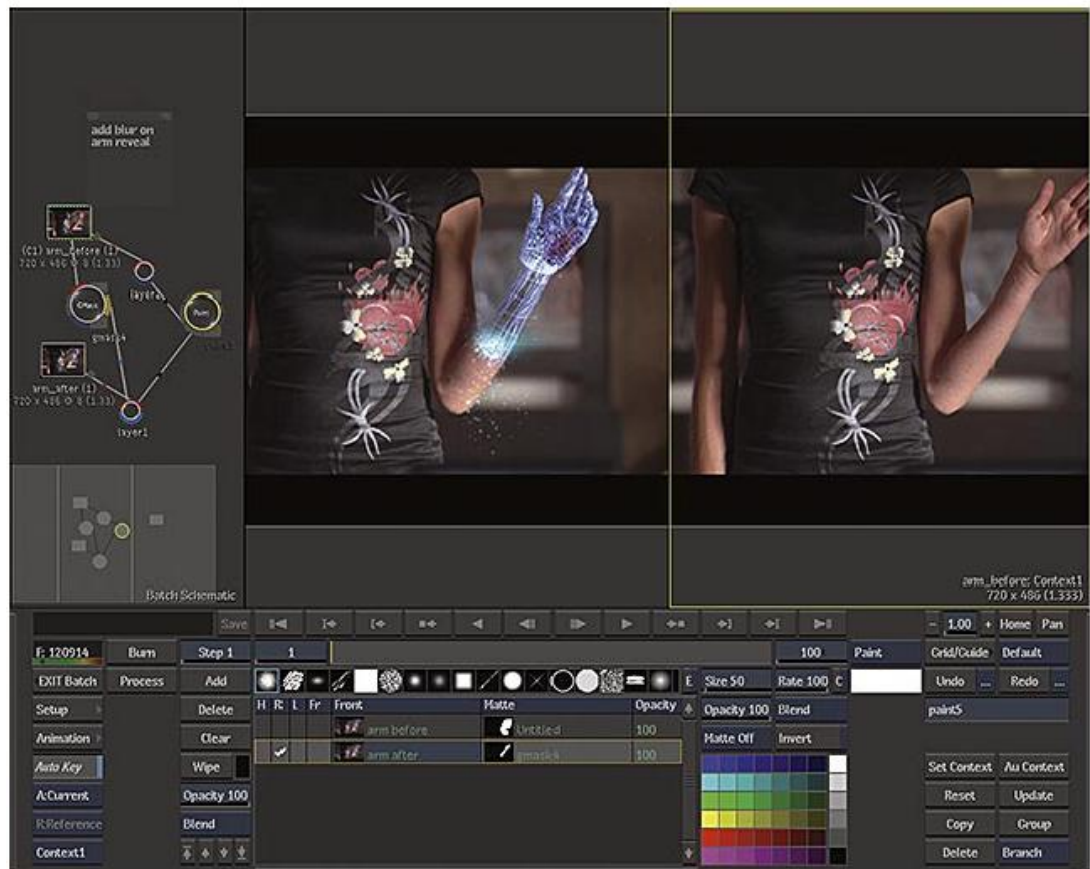 add blur on
arm reveal
(C1) arm_before (1)
720 x 486 @ 8 (1.33)
GMask
Paint
gmask4
arm_after (1)
720 x 486 @ 8 (1.33)
layer1
Batch Schematic
arm_before: Context1
720 x 486 (1.333)
Save
- 1.00 + Home Pan
F: 120914 Burn Step 1 1 100 Paint Grid/Guide Default
EXIT Batch Process Add E Size 50 Rate 100 C Undo ... Redo ...
Setup Delete H R L Fr Front Matte Opacity Opacity 100 Blend paint5
arm before Untitled 100
Animation Clear Matte Off Invert
arm after gmask4 100
Auto Key Wipe Set Context Au Context
A:Current Opacity 100 Reset Update
R:Reference Blend Copy Group
Context1 Delete Branch